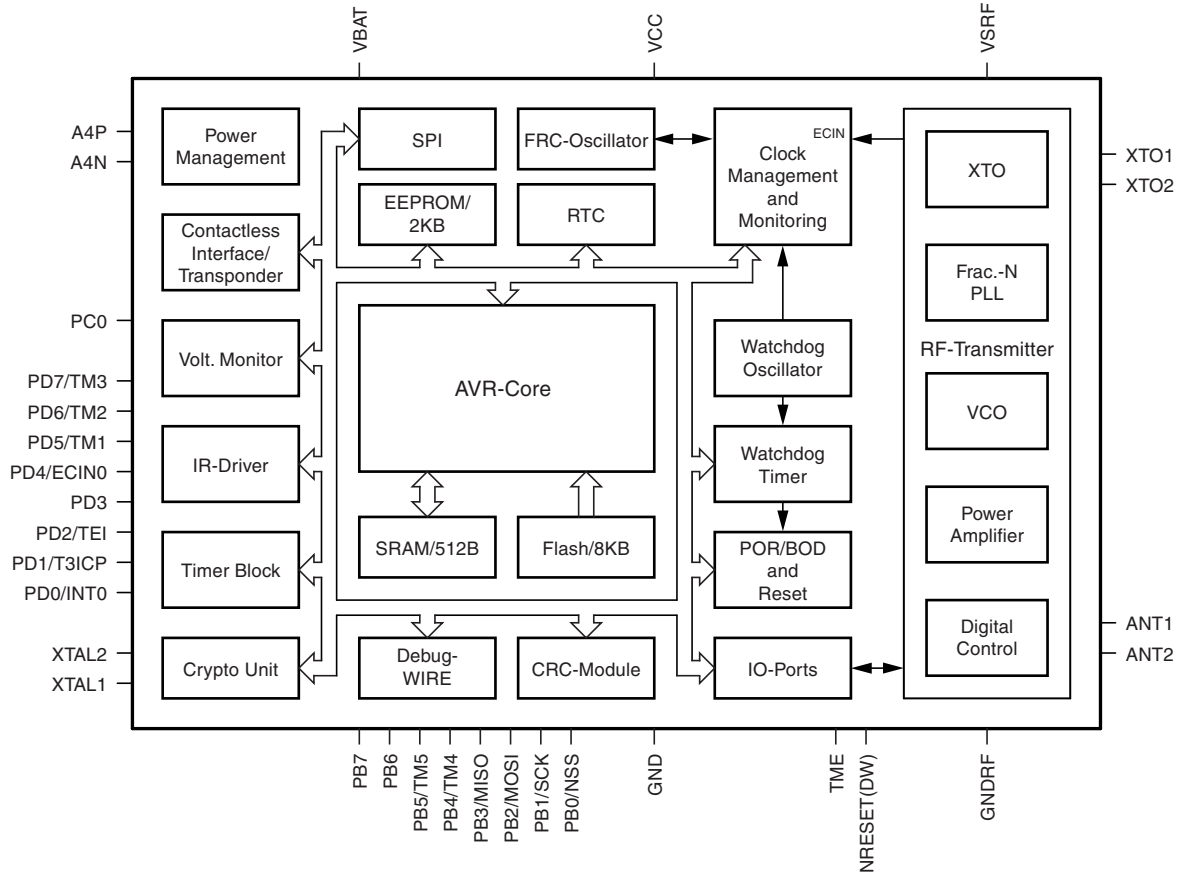 VBAT
VCC
VSRF
A4P
A4N
PC0
PD7/TM3
PD6/TM2
PD5/TM1
PD4/ECIN0
PD3
PD2/TEI
PD1/T3ICP
PD0/INT0
XTAL2
XTAL1
Power
Management
Contactless
Interface/
Transponder
Volt. Monitor
IR-Driver
Timer Block
Crypto Unit
SPI
EEPROM/
2KB
FRC-Oscillator
RTC
AVR-Core
SRAM/512B
Flash/8KB
Debug-
WIRE
CRC-Module
ECIN
Clock
Management
and
Monitoring
Watchdog
Oscillator
Watchdog
Timer
POR/BOD
and
Reset
IO-Ports
XTO
Frac.-N
PLL
RF-Transmitter
VCO
Power
Amplifier
Digital
Control
XTO1
XTO2
ANT1
ANT2
PB7
PB6
PB5/TM5
PB4/TM4
PB3/MISO
PB2/MOSI
PB1/SCK
PB0/NSS
GND
TME
NRESET(DW)
GNDRF